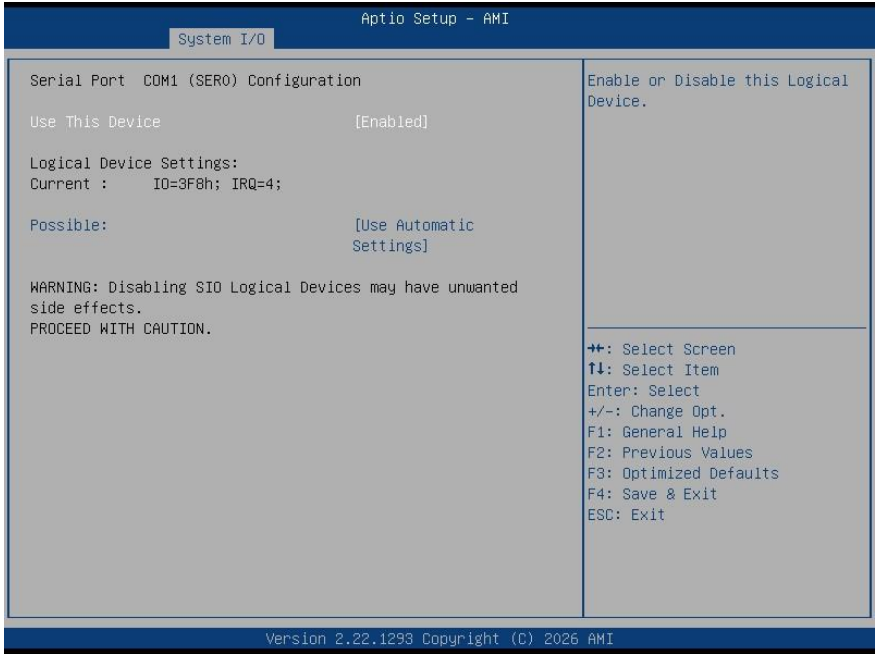 Aptio Setup – AMI
System I/O
Serial Port COM1 (SER0) Configuration
Use This Device [Enabled]
Logical Device Settings:
Current : IO=3F8h; IRQ=4;
Possible: [Use Automatic
Settings]
WARNING: Disabling SIO Logical Devices may have unwanted
side effects.
PROCEED WITH CAUTION.
Enable or Disable this Logical
Device.
→←: Select Screen
↑↓: Select Item
Enter: Select
+/-: Change Opt.
F1: General Help
F2: Previous Values
F3: Optimized Defaults
F4: Save & Exit
ESC: Exit
Version 2.22.1293 Copyright (C) 2026 AMI